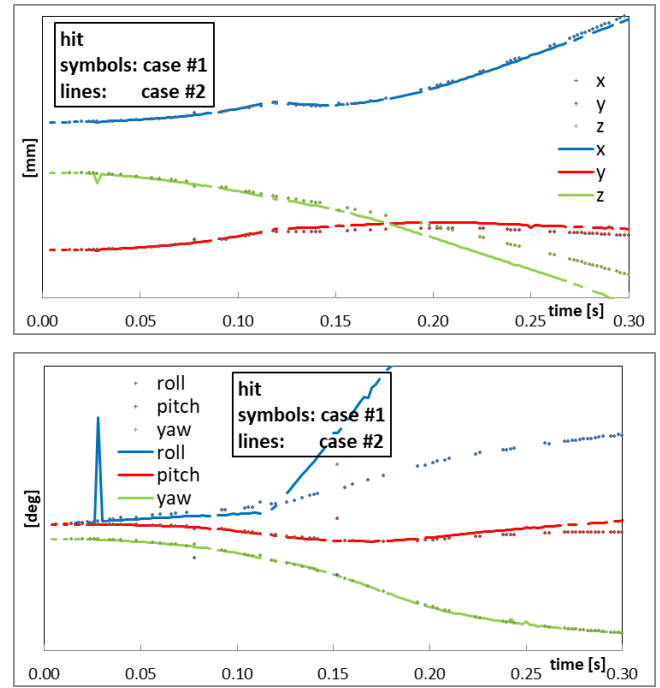 hit
symbols: case #1
lines: case #2
x
y
z
x
y
z
[mm]
time [s]
0.00 0.05 0.10 0.15 0.20 0.25 0.30
roll
pitch
yaw
roll
pitch
yaw
hit
symbols: case #1
lines: case #2
[deg]
time [s]
0.00 0.05 0.10 0.15 0.20 0.25 0.30